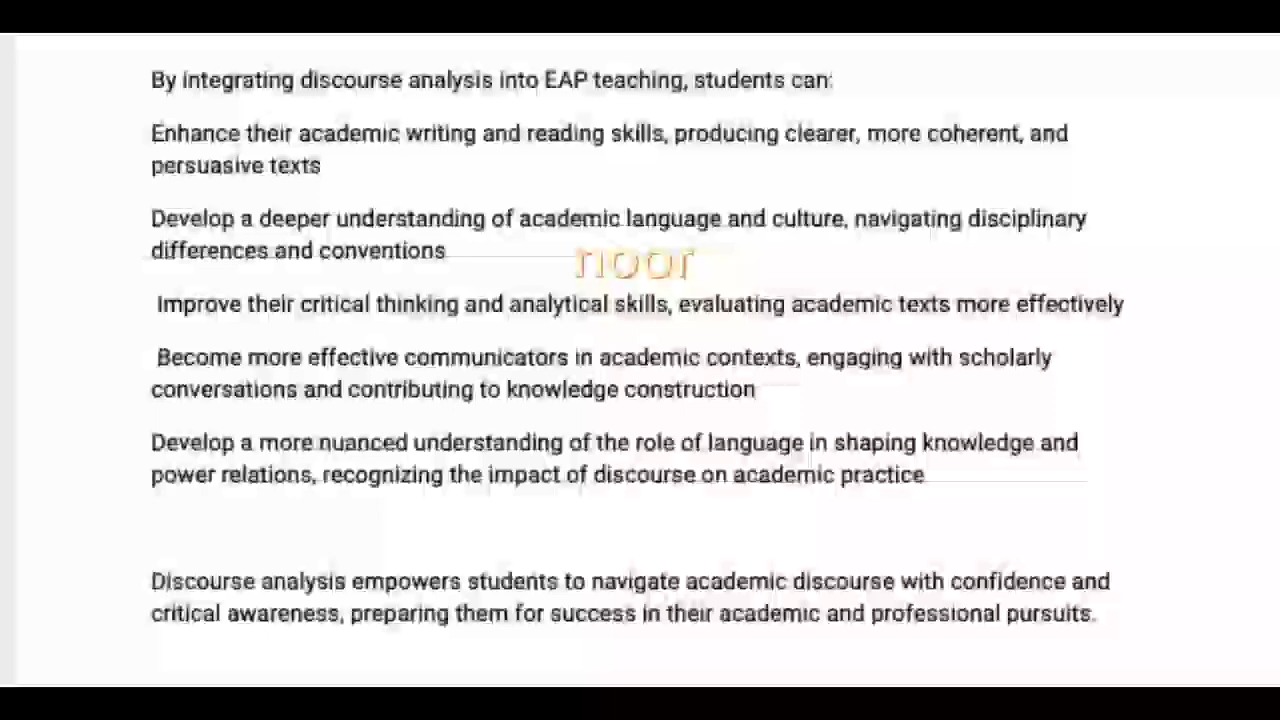 By integrating discourse analysis into EAP teaching, students can:
Enhance their academic writing and reading skills, producing clearer, more coherent, and
persuasive texts
Develop a deeper understanding of academic language and culture, navigating disciplinary
differences and conventions
noor
Improve their critical thinking and analytical skills, evaluating academic texts more effectively
Become more effective communicators in academic contexts, engaging with scholarly
conversations and contributing to knowledge construction
Develop a more nuanced understanding of the role of language in shaping knowledge and
power relations, recognizing the impact of discourse on academic practice
Discourse analysis empowers students to navigate academic discourse with confidence and
critical awareness, preparing them for success in their academic and professional pursuits.